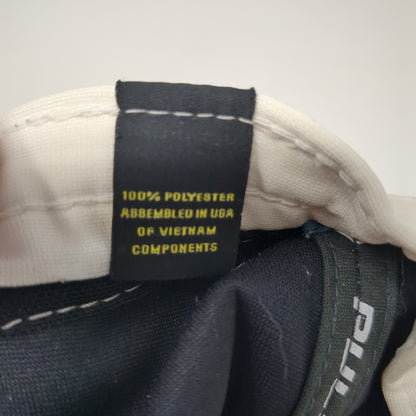 100% POLYESTER
ASSEMBLED IN USA
OF VIETNAM
COMPONENTS